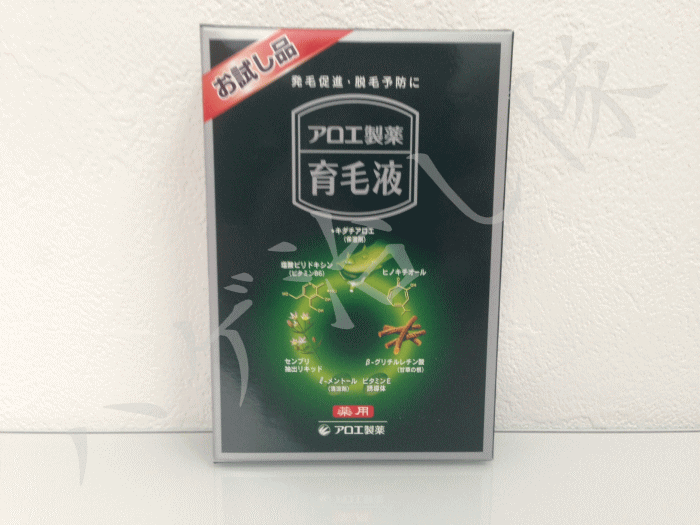 お試し品
発毛促進・脱毛予防に
アロエ製薬
育毛液
キダチアロエ
(保湿剤)
塩酸ピリドキシン
(ビタミンB6)
ヒノキチオール
センブリ
抽出リキッド
β-グリチルレチン酸
(甘草の根)
ℓ-メントール
(清涼剤)
ビタミンE
誘導体
薬用
アロエ製薬